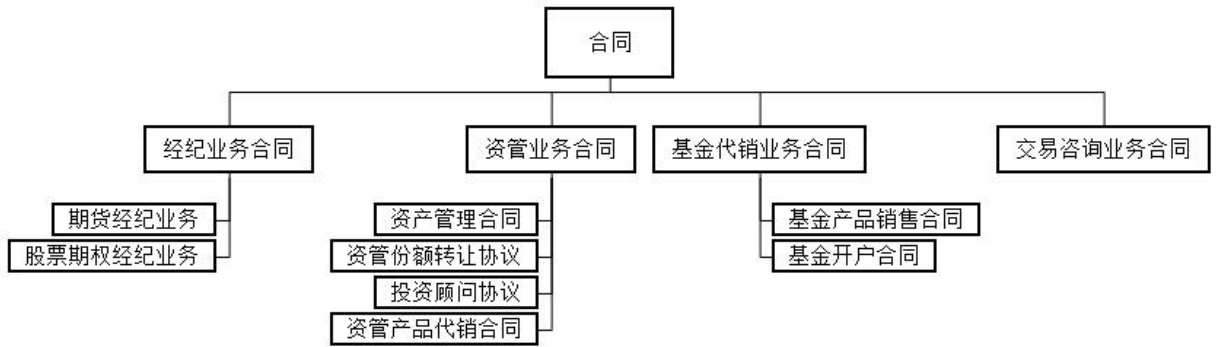 合同
经纪业务合同
资管业务合同
基金代销业务合同
交易咨询业务合同
期货经纪业务
股票期权经纪业务
资产管理合同
资管份额转让协议
投资顾问协议
资管产品代销合同
基金产品销售合同
基金开户合同